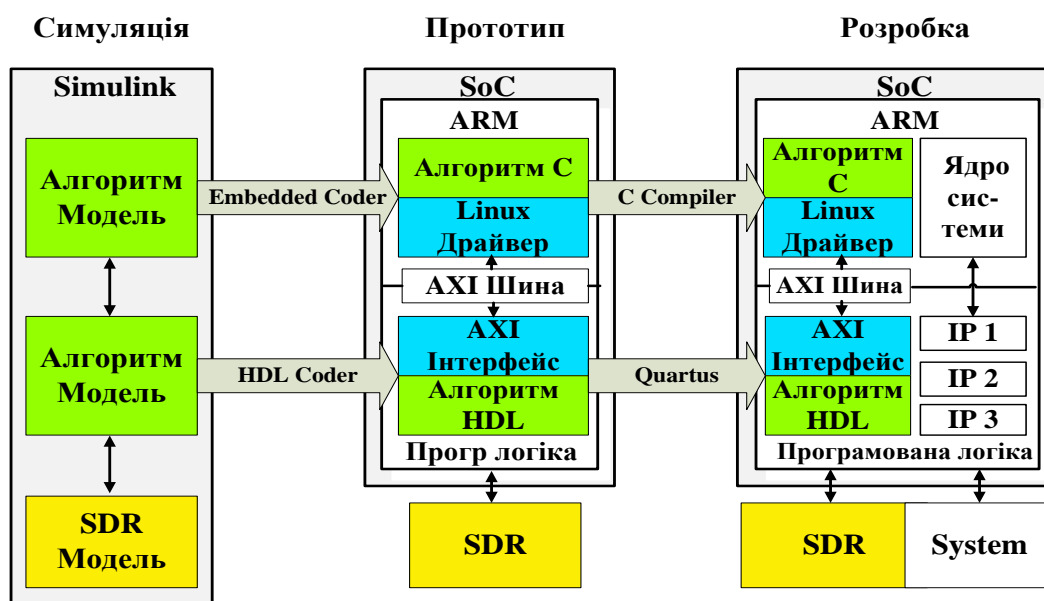 Симуляція
Прототип
Розробка
Simulink
Алгоритм
Модель
Алгоритм
Модель
SDR
Модель
Embedded Coder
HDL Coder
SoC
ARM
Алгоритм С
Linux
Драйвер
AXI Шина
AXI
Інтерфейс
Алгоритм
HDL
Прогр логіка
SDR
C Compiler
Quartus
SoC
ARM
Алгоритм
С
Linux
Драйвер
AXI Шина
AXI
Інтерфейс
Алгоритм
HDL
Ядро
сис-
теми
IP 1
IP 2
IP 3
Програмована логіка
SDR
System